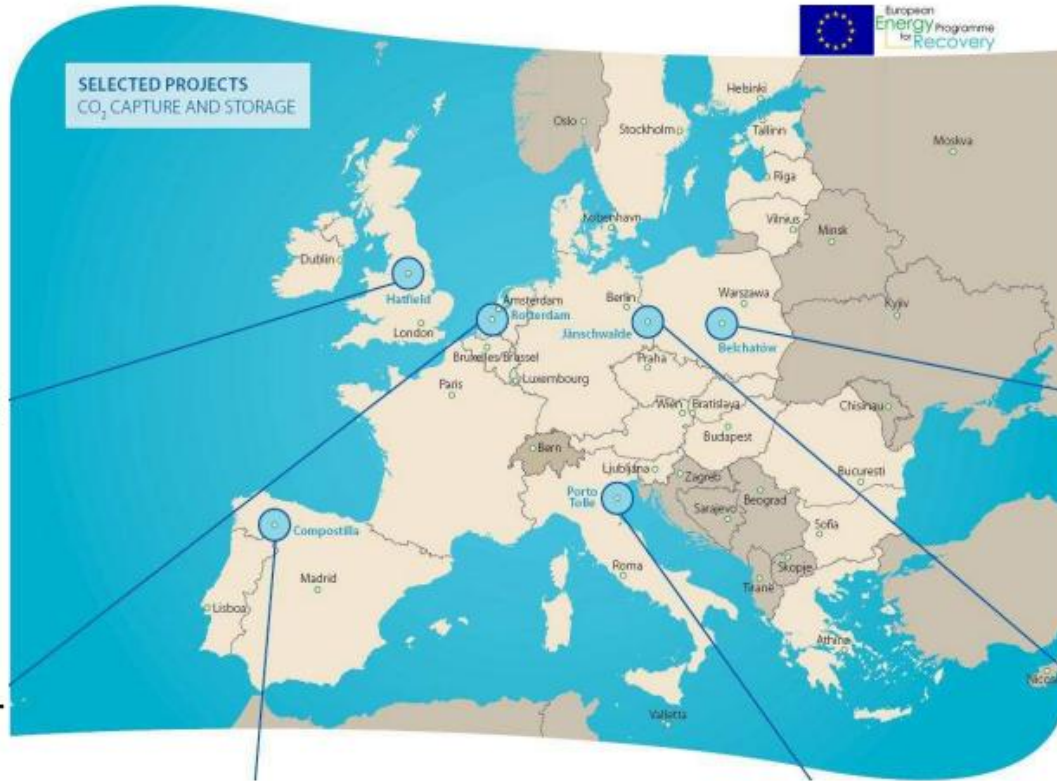 European
Energy Programme
for Recovery
SELECTED PROJECTS
CO₂ CAPTURE AND STORAGE
Helsinki
Oslo
Stockholm
Tallinn
Moskva
Riga
København
Vilnius
Minsk
Dublin
Hatfield
Amsterdam
Rotterdam
Berlin
Warszawa
Kyiv
London
Jänschwalde
Belchatów
Bruxelles/Brussel
Praha
Luxembourg
Paris
Wien
Bratislava
Chisinau
Budapest
Bern
Ljubljana
Zagreb
Bucuresti
Porto
Tolle
Beograd
Sarajevo
Compostilla
Sofia
Skopje
Madrid
Roma
Tirane
Lisboa
Athina
Valletta